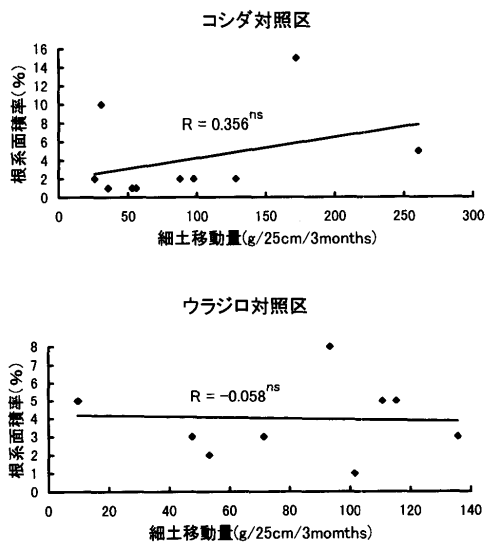 コシダ対照区
16
14
12
10
8
6
4
2
0
根系面積率(%)
R = 0.356ns
0 50 100 150 200 250 300
細土移動量(g/25cm/3months)
ウラジロ対照区
8
7
6
5
4
3
2
1
0
根系面積率(%)
R = -0.058ns
0 20 40 60 80 100 120 140
細土移動量(g/25cm/3momths)